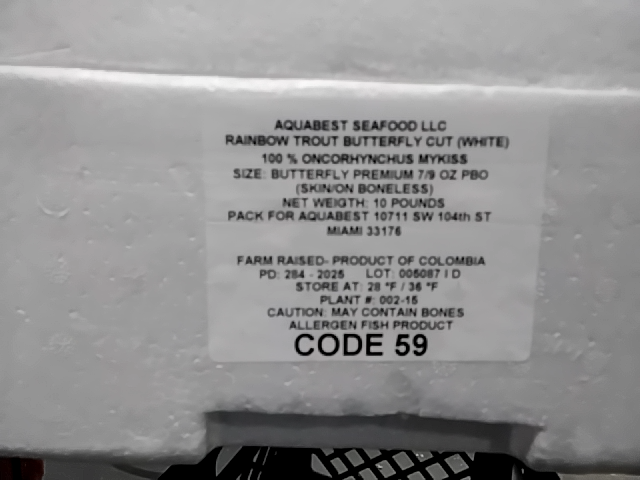 AQUABEST SEAFOOD LLC
RAINBOW TROUT BUTTERFLY CUT (WHITE)
100 % ONCORHYNCHUS MYKISS
SIZE: BUTTERFLY PREMIUM 7/9 OZ PBO
(SKIN/ON BONELESS)
NET WEIGTH: 10 POUNDS
PACK FOR AQUABEST 10711 SW 104th ST
MIAMI 33176
FARM RAISED- PRODUCT OF COLOMBIA
PD: 284 - 2025 LOT: 005087 I D
STORE AT: 28 °F / 36 °F
PLANT #: 002-15
CAUTION: MAY CONTAIN BONES
ALLERGEN FISH PRODUCT
CODE 59